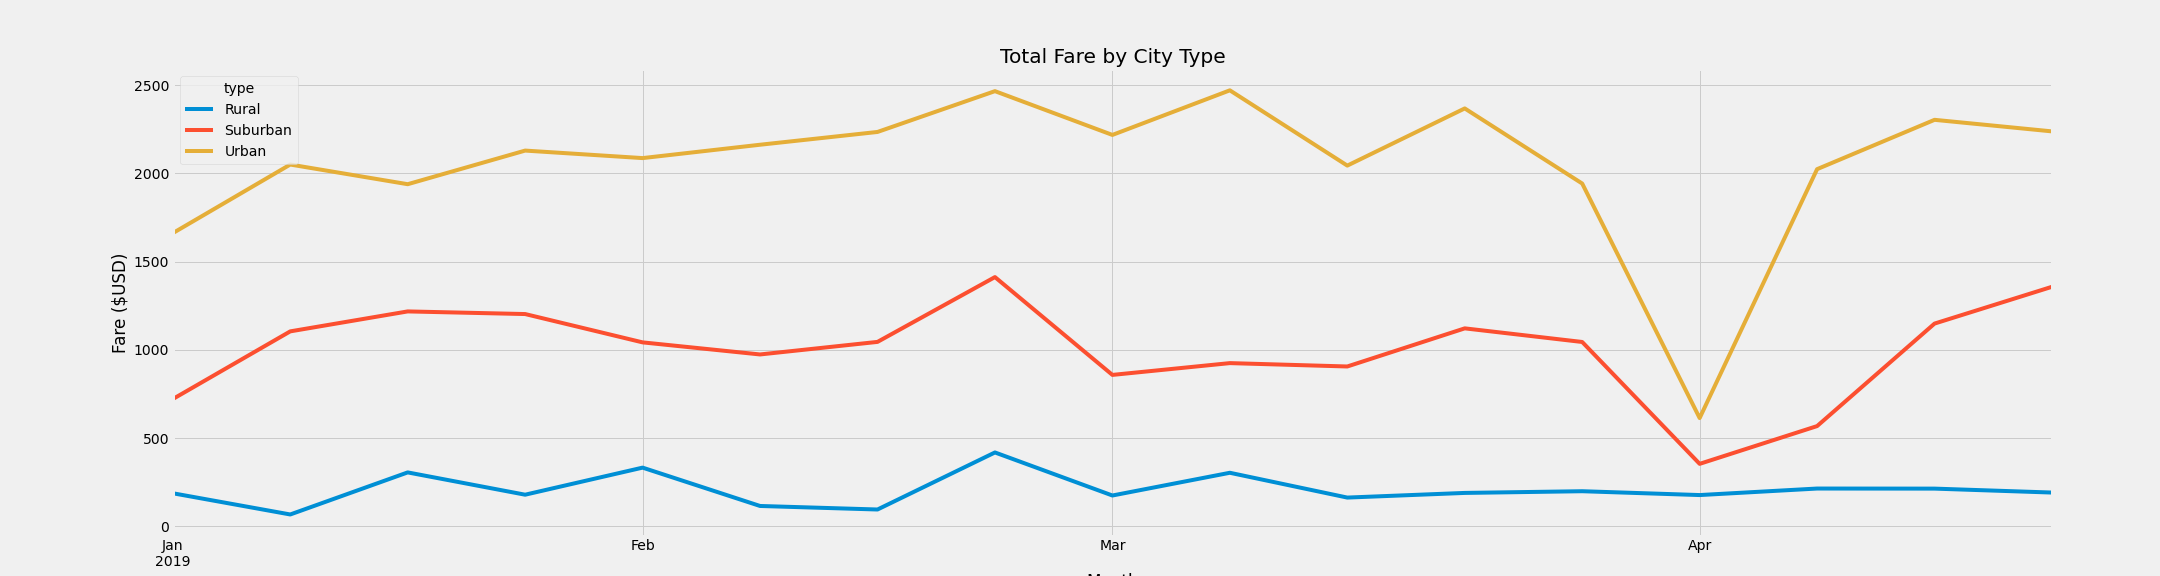 Total Fare by City Type
type
Rural
Suburban
Urban
Fare ($USD)
2500
2000
1500
1000
500
0
Jan
2019
Feb
Mar
Apr